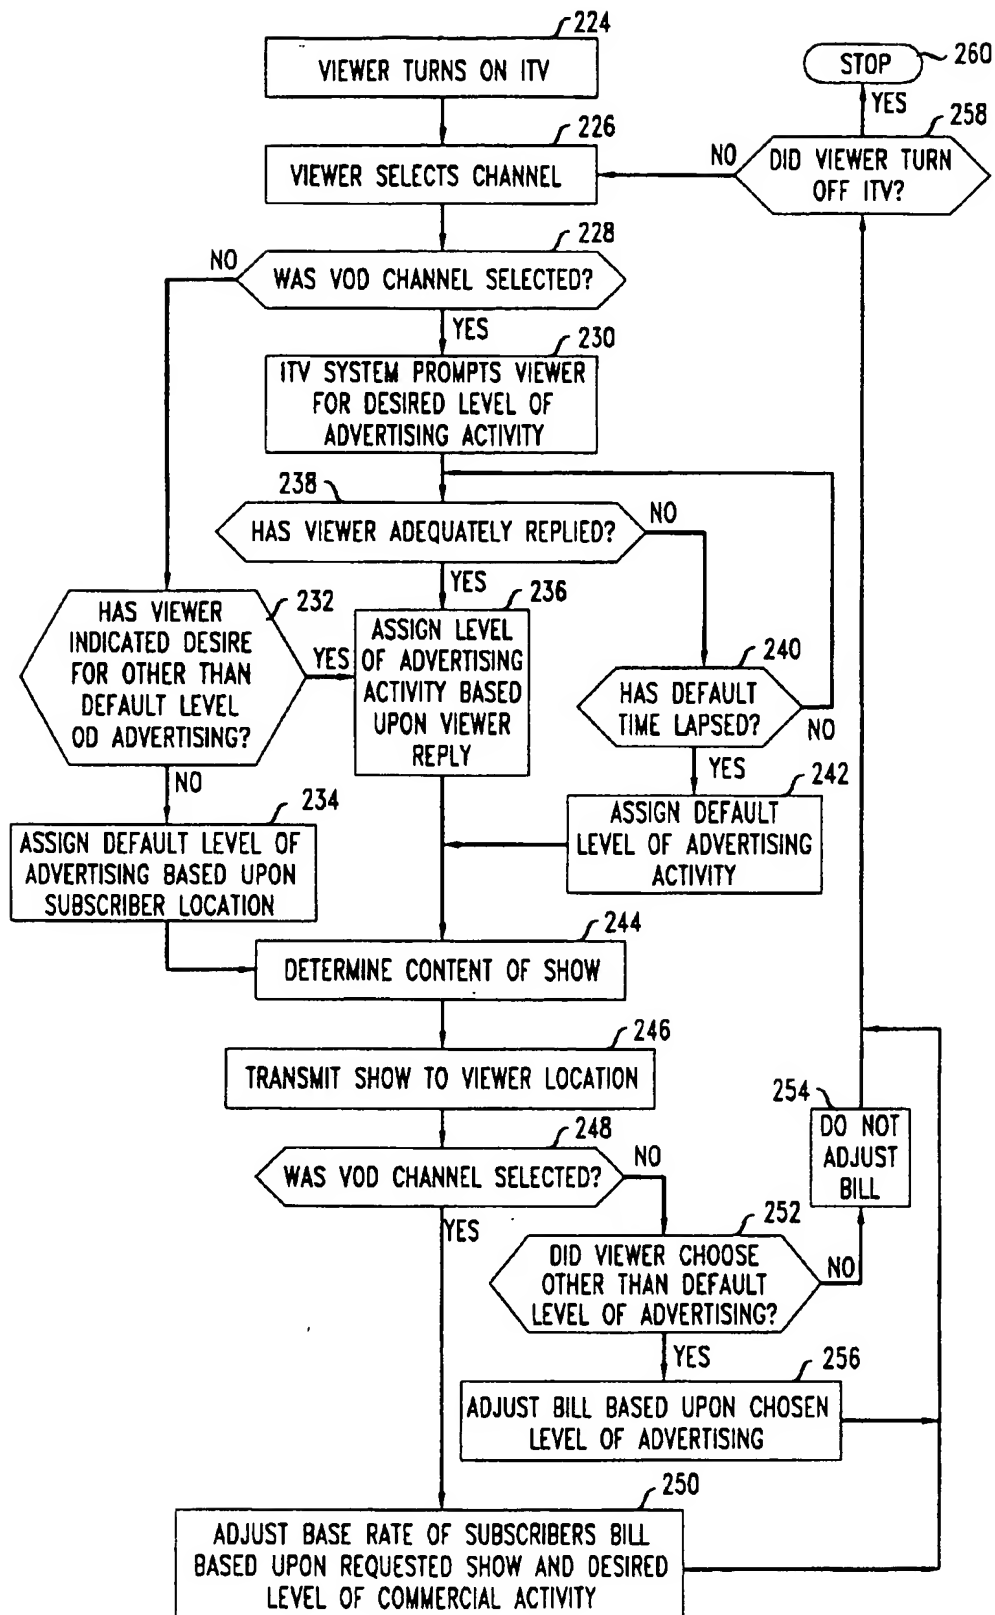 224
VIEWER TURNS ON ITV
STOP
260
YES
226
VIEWER SELECTS CHANNEL
NO
258
DID VIEWER TURN
OFF ITV?
228
NO
WAS VOD CHANNEL SELECTED?
YES
230
ITV SYSTEM PROMPTS VIEWER
FOR DESIRED LEVEL OF
ADVERTISING ACTIVITY
238
HAS VIEWER ADEQUATELY REPLIED?
NO
YES
232
HAS VIEWER
INDICATED DESIRE
FOR OTHER THAN
DEFAULT LEVEL
OD ADVERTISING?
YES
NO
236
ASSIGN LEVEL
OF ADVERTISING
ACTIVITY BASED
UPON VIEWER
REPLY
240
HAS DEFAULT
TIME LAPSED?
NO
YES
234
ASSIGN DEFAULT LEVEL OF
ADVERTISING BASED UPON
SUBSCRIBER LOCATION
242
ASSIGN DEFAULT
LEVEL OF ADVERTISING
ACTIVITY
244
DETERMINE CONTENT OF SHOW
246
TRANSMIT SHOW TO VIEWER LOCATION
248
WAS VOD CHANNEL SELECTED?
NO
YES
254
DO NOT
ADJUST
BILL
252
DID VIEWER CHOOSE
OTHER THAN DEFAULT
LEVEL OF ADVERTISING?
NO
YES
256
ADJUST BILL BASED UPON CHOSEN
LEVEL OF ADVERTISING
250
ADJUST BASE RATE OF SUBSCRIBERS BILL
BASED UPON REQUESTED SHOW AND DESIRED
LEVEL OF COMMERCIAL ACTIVITY